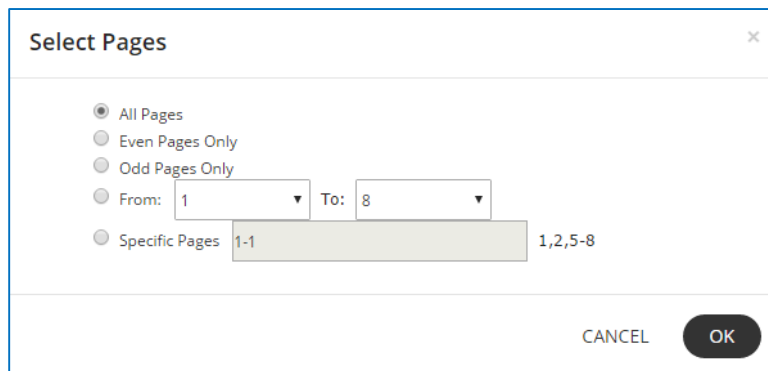 Select Pages ×
All Pages
Even Pages Only
Odd Pages Only
From: 1 To: 8
Specific Pages 1-1 1,2,5-8
CANCEL OK